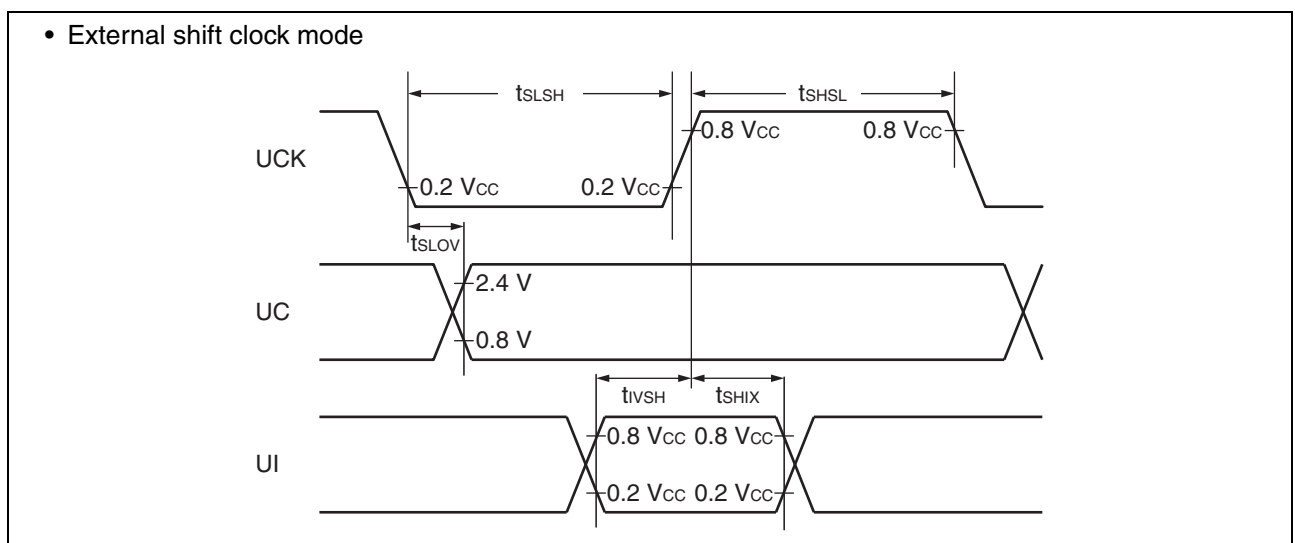 • External shift clock mode
tSLSH tSHSL
0.8 VCC 0.8 VCC
UCK
0.2 VCC 0.2 VCC
tSLOV
2.4 V
UC
0.8 V
tIVSH tSHIX
0.8 VCC 0.8 VCC
UI
0.2 VCC 0.2 VCC